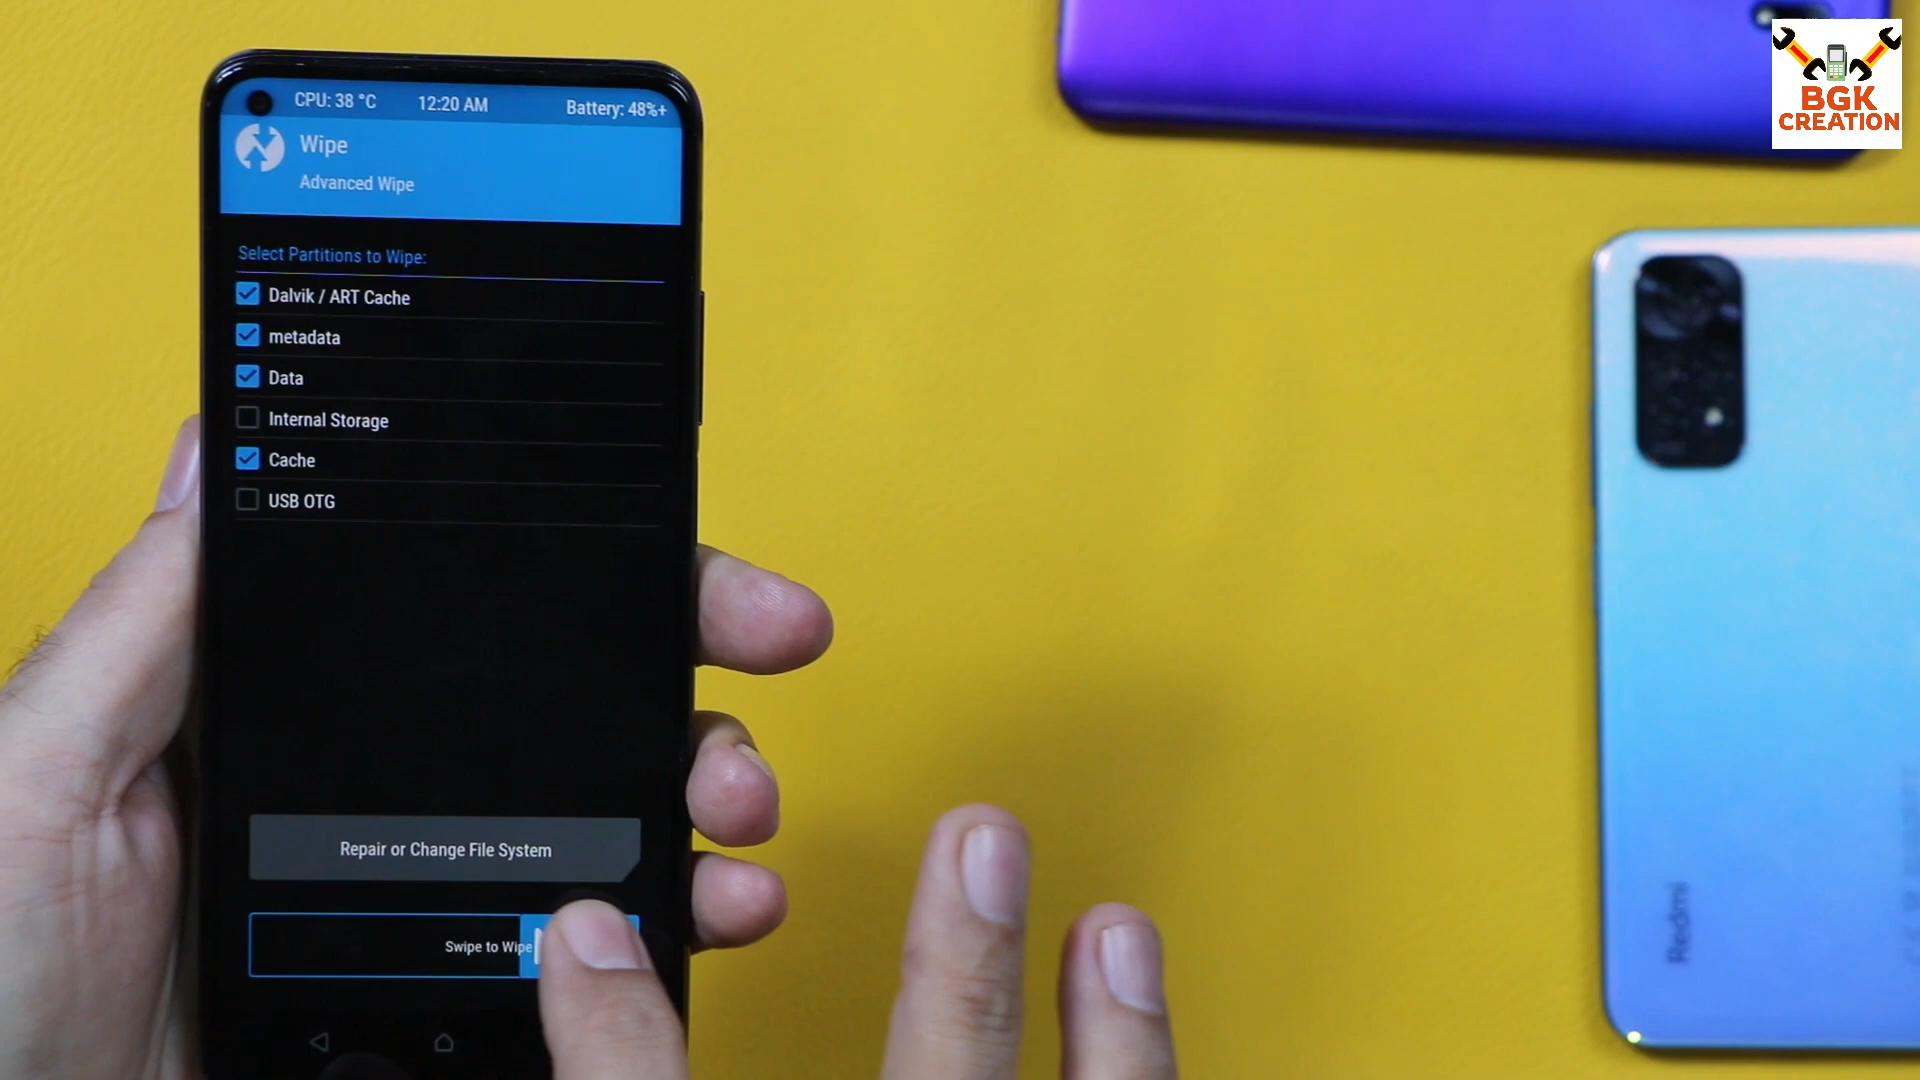 CPU: 38 °C 12:20 AM Battery: 48%+
Wipe
Advanced Wipe
Select Partitions to Wipe:
Dalvik / ART Cache
metadata
Data
Internal Storage
Cache
USB OTG
Repair or Change File System
Swipe to Wipe
BGK
CREATION
Redmi